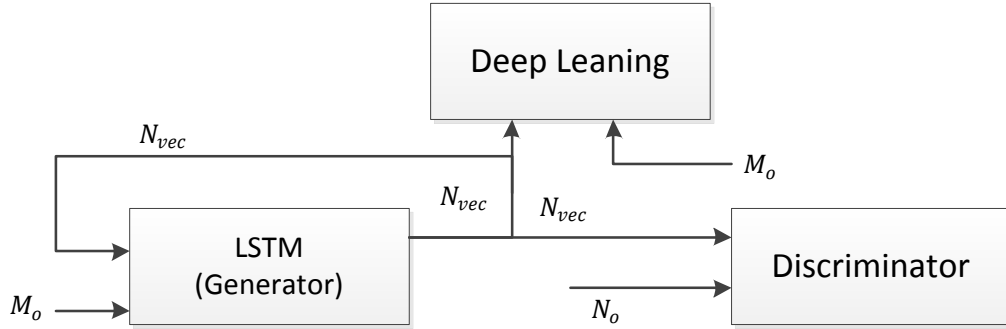 Deep Leaning
N_vec
M_o
N_vec
N_vec
LSTM
(Generator)
Discriminator
M_o
N_o